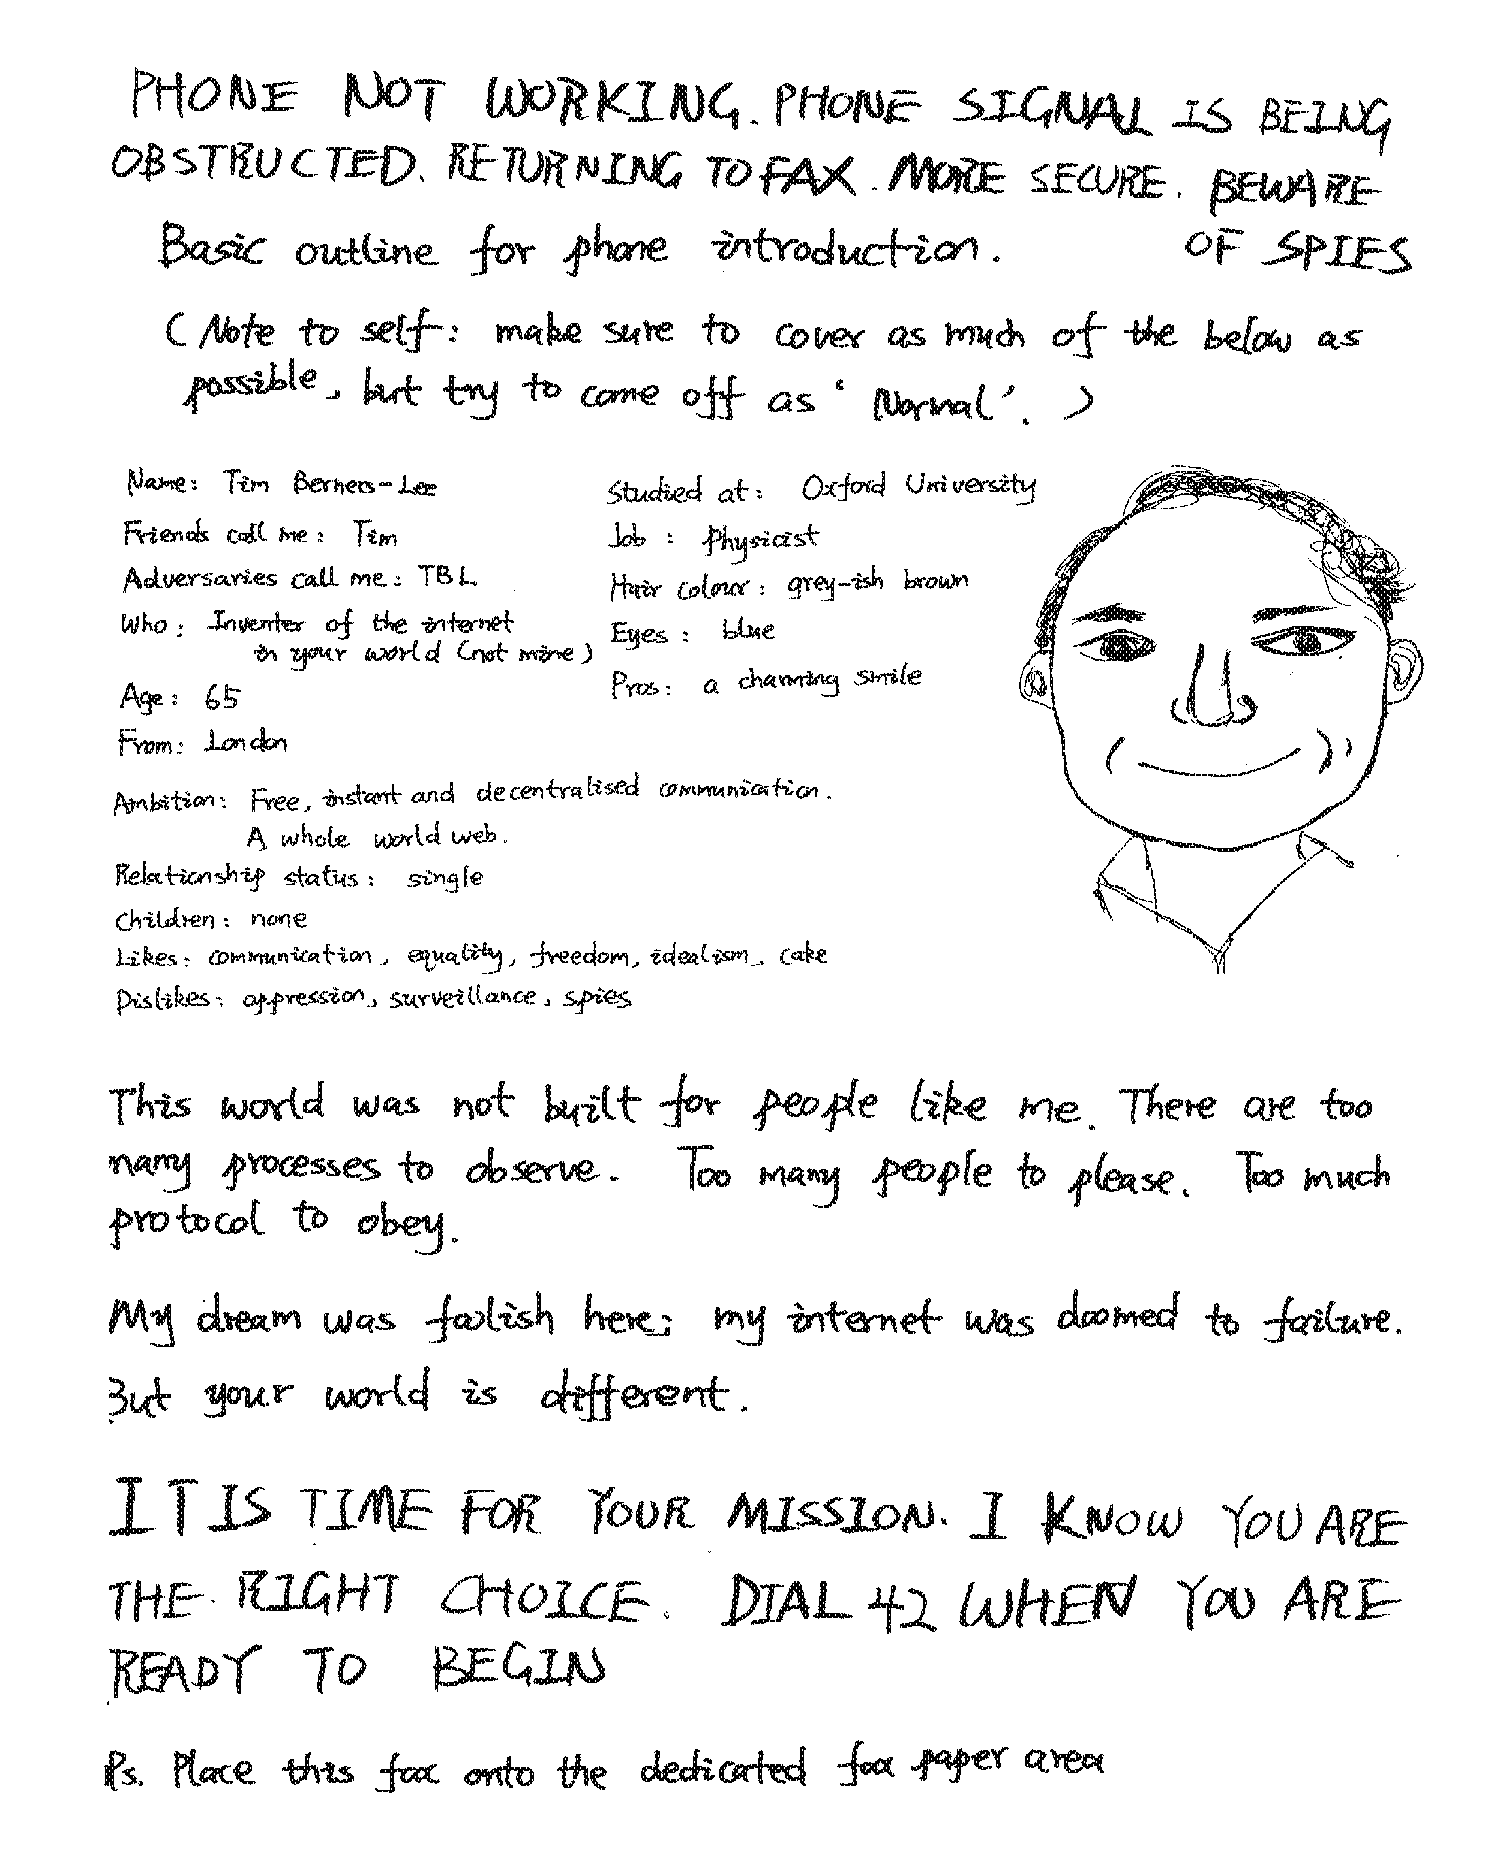 PHONE NOT WORKING. PHONE SIGNAL IS BEING
OBSTRUCTED. RETURNING TO FAX. MORE SECURE. BEWARE
OF SPIES
Basic outline for phone introduction.
(Note to self: make sure to cover as much of the below as
possible, but try to come off as 'Normal'.)
Name: Tim Berners-Lee
Friends call me: Tim
Adversaries call me: TBL
Who: Inventer of the internet
in your world (not mine)
Age: 65
From: London
Studied at: Oxford University
Job: Physicist
Hair colour: grey-ish brown
Eyes: blue
Pros: a charming smile
Ambition: Free, instant and decentralised communication.
A whole world web.
Relationship status: single
Children: none
Likes: communication, equality, freedom, idealism, cake
Dislikes: oppression, surveillance, spies
This world was not built for people like me. There are too
many processes to observe. Too many people to please. Too much
protocol to obey.
My dream was foolish here; my internet was doomed to failure.
But your world is different.
IT IS TIME FOR YOUR MISSION. I KNOW YOU ARE
THE RIGHT CHOICE. DIAL 42 WHEN YOU ARE
READY TO BEGIN
Ps. Place this fax onto the dedicated fax paper area